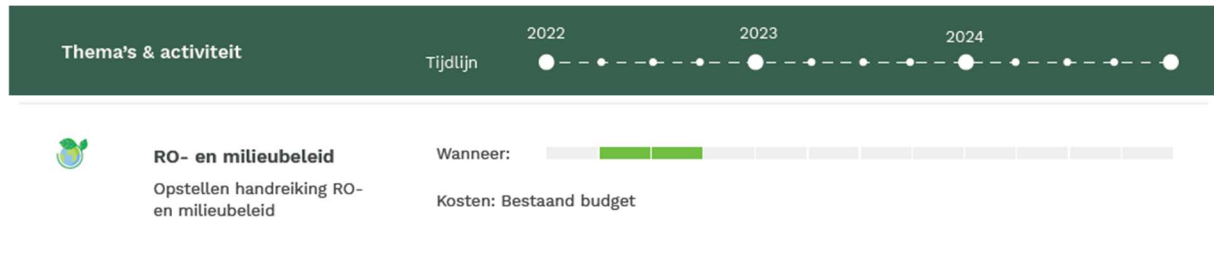 Thema's & activiteit
Tijdlijn
2022
2023
2024
RO- en milieubeleid
Opstellen handreiking RO-
en milieubeleid
Wanneer:
Kosten: Bestaand budget